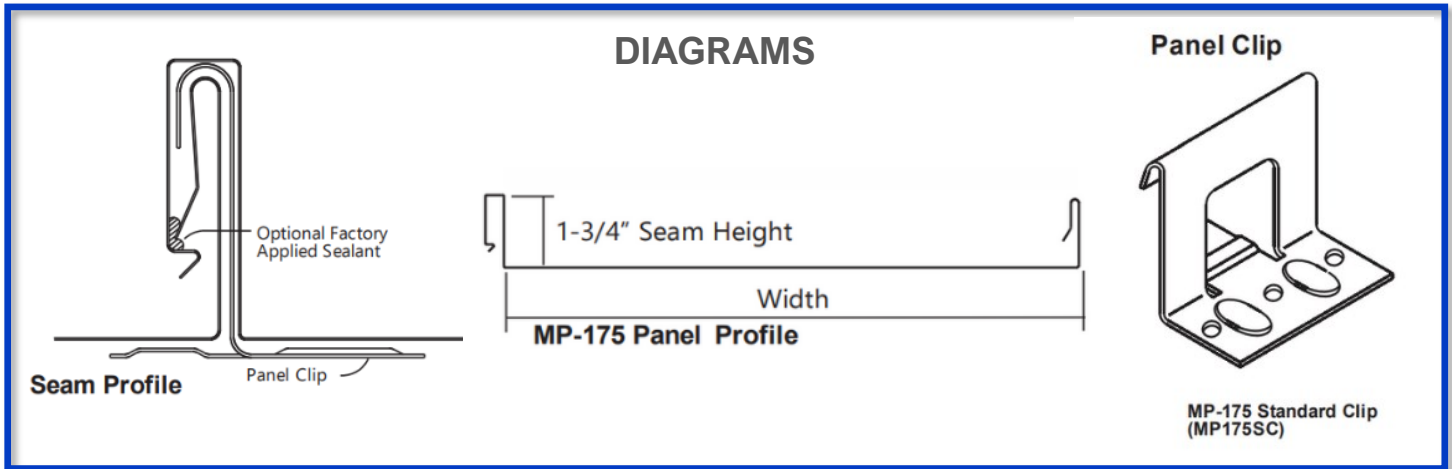 DIAGRAMS
Optional Factory
Applied Sealant
Panel Clip
Seam Profile
1-3/4" Seam Height
Width
MP-175 Panel Profile
Panel Clip
MP-175 Standard Clip
(MP175SC)